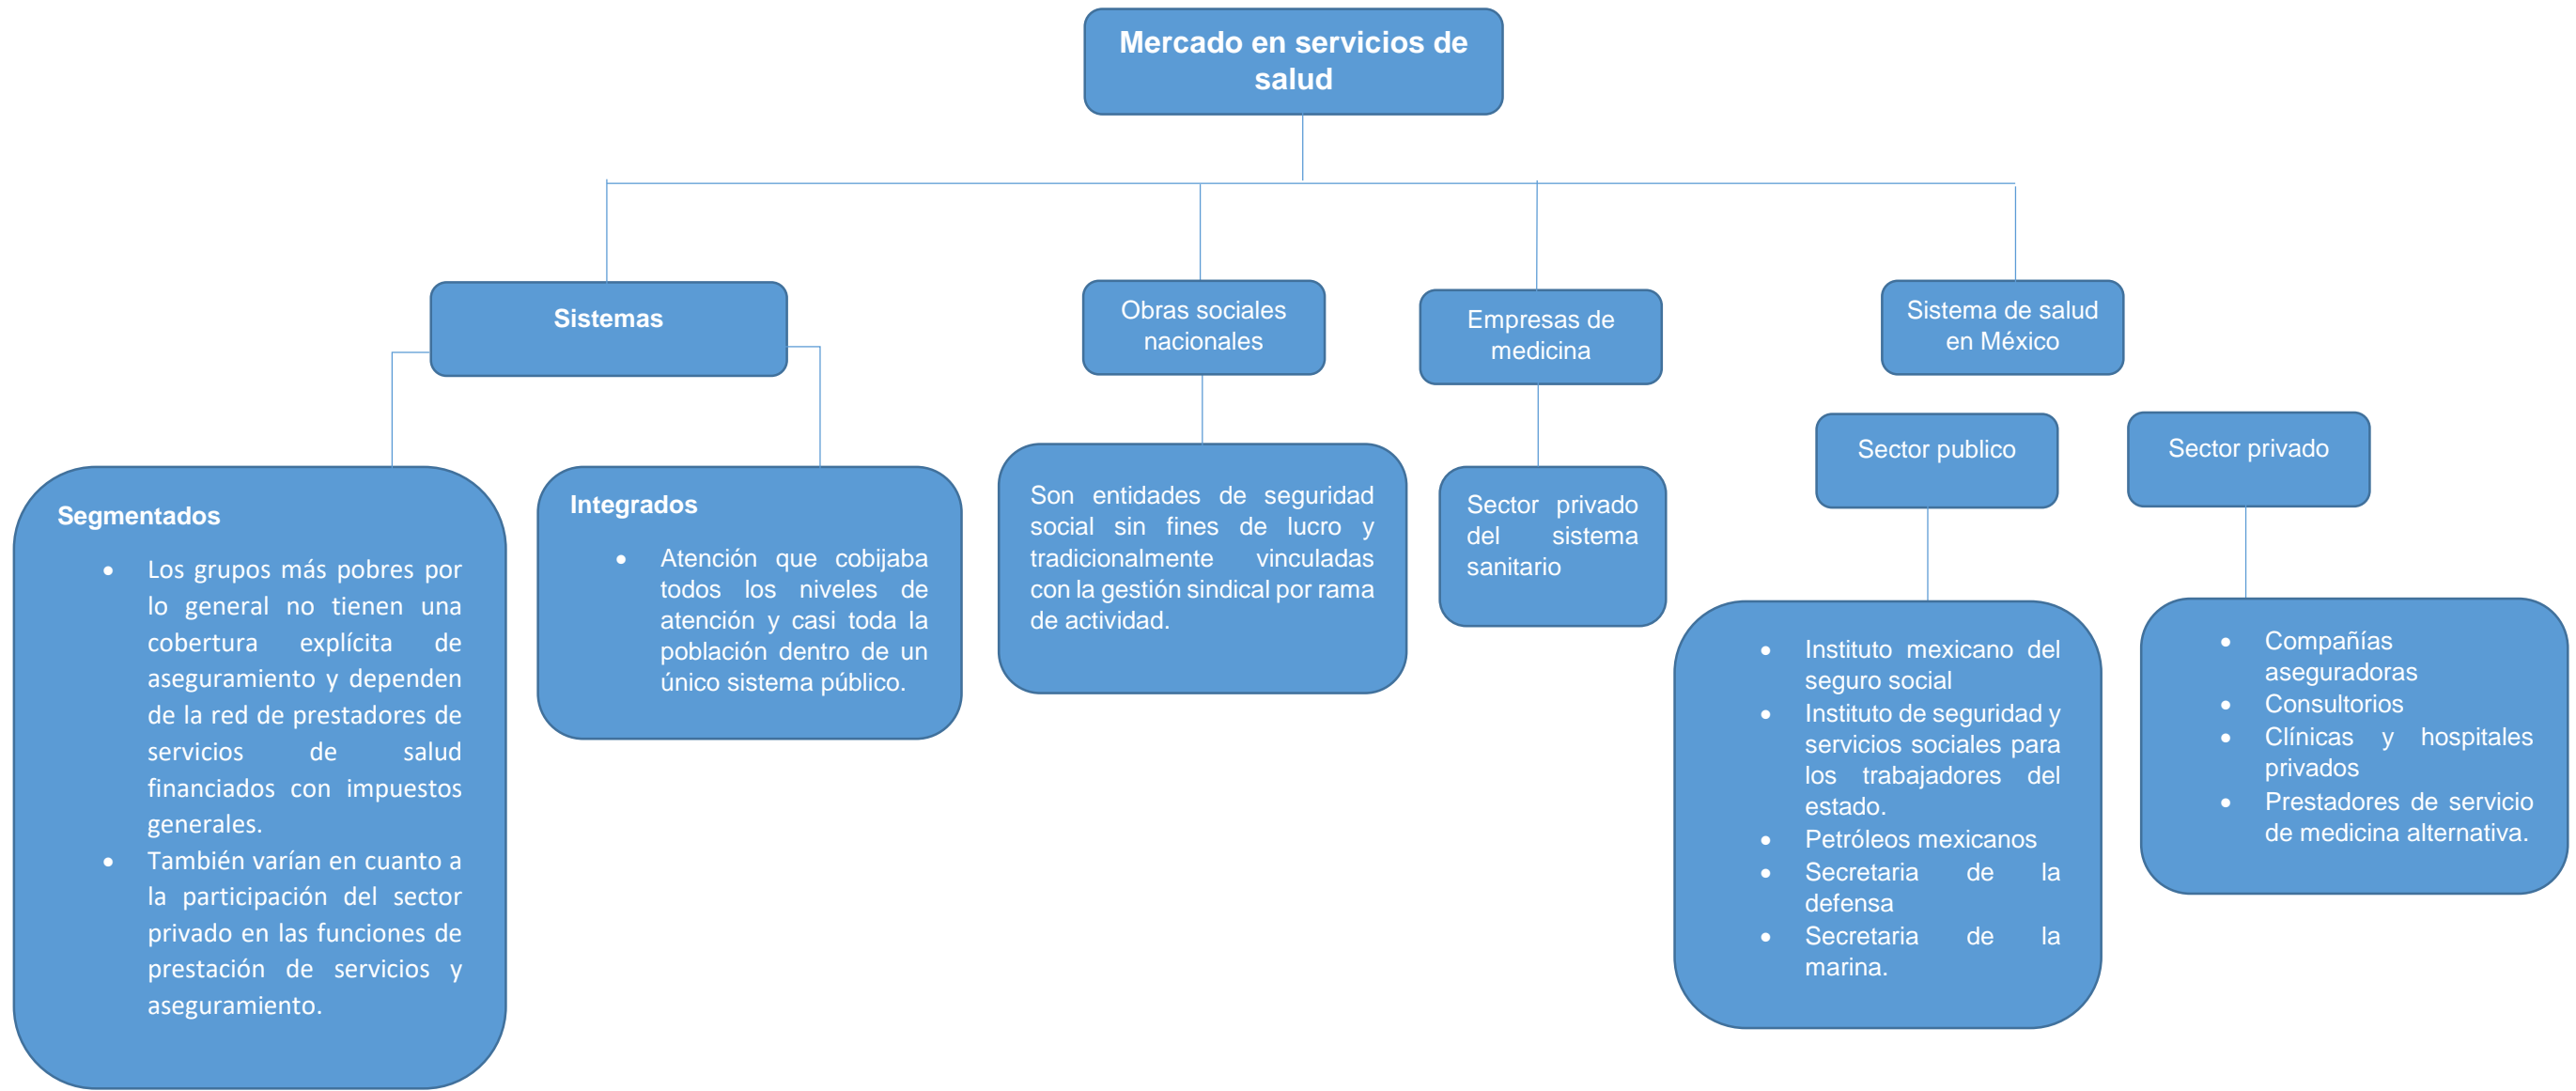 Mercado en servicios de
salud
Sistemas
Obras sociales
nacionales
Empresas de
medicina
Sistema de salud
en México
Sector publico
Sector privado
Segmentados
• Los grupos más pobres por
lo general no tienen una
cobertura explícita de
aseguramiento y dependen
de la red de prestadores de
servicios de salud
financiados con impuestos
generales.
• También varían en cuanto a
la participación del sector
privado en las funciones de
prestación de servicios y
aseguramiento.
Integrados
• Atención que cobijaba
todos los niveles de
atención y casi toda la
población dentro de un
único sistema público.
Son entidades de seguridad
social sin fines de lucro y
tradicionalmente vinculadas
con la gestión sindical por rama
de actividad.
Sector privado
del sistema
sanitario
• Instituto mexicano del
seguro social
• Instituto de seguridad y
servicios sociales para
los trabajadores del
estado.
• Petróleos mexicanos
• Secretaria de la
defensa
• Secretaria de la
marina.
• Compañías
aseguradoras
• Consultorios
• Clínicas y hospitales
privados
• Prestadores de servicio
de medicina alternativa.